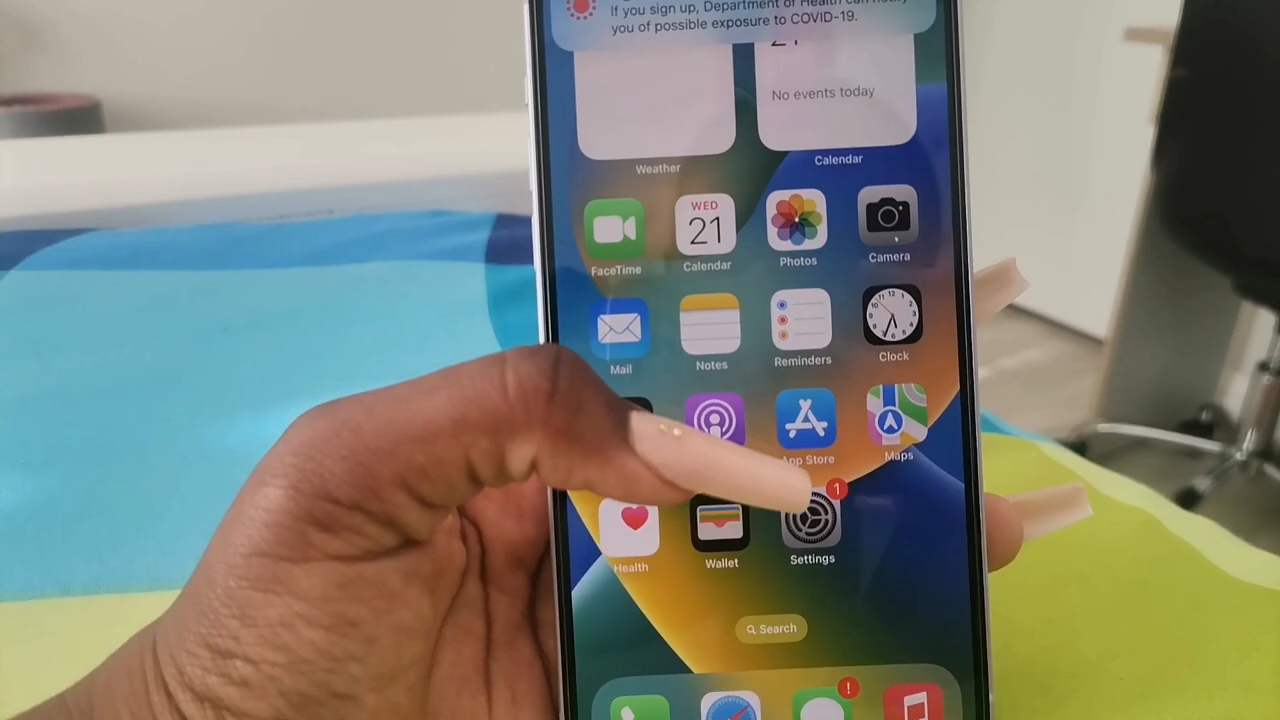 If you sign up, Department of Health can notify
you of possible exposure to COVID-19.
No events today
Weather
Calendar
WED
21
FaceTime
Calendar
Photos
Camera
Mail
Notes
Reminders
Clock
App Store
Maps
1
Health
Wallet
Settings
Search
!